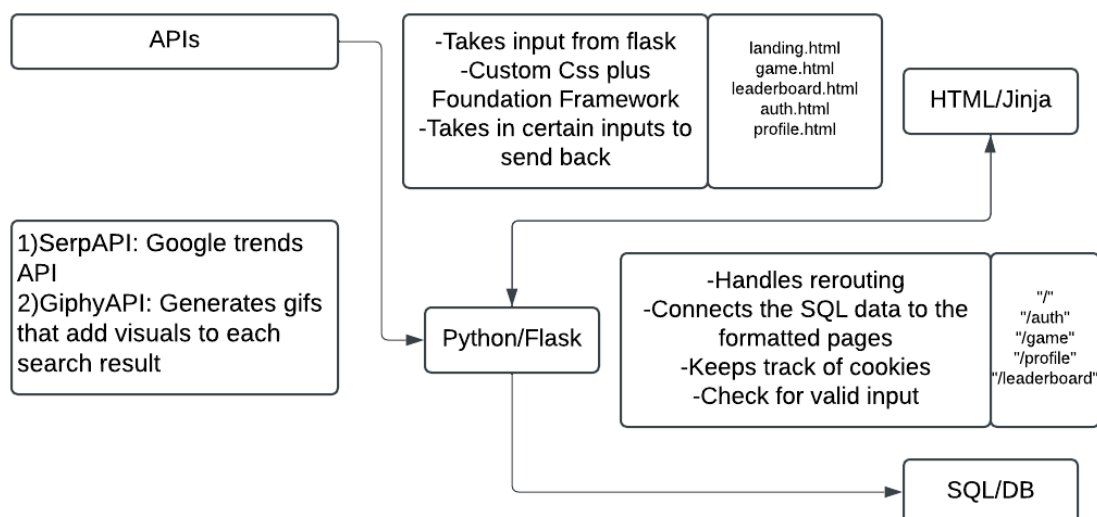 APIs
-Takes input from flask
-Custom Css plus
Foundation Framework
-Takes in certain inputs to
send back
landing.html
game.html
leaderboard.html
auth.html
profile.html
HTML/Jinja
1)SerpAPI: Google trends
API
2)GiphyAPI: Generates gifs
that add visuals to each
search result
Python/Flask
-Handles rerouting
-Connects the SQL data to the
formatted pages
-Keeps track of cookies
-Check for valid input
"/"
"/auth"
"/game"
"/profile"
"/leaderboard"
SQL/DB